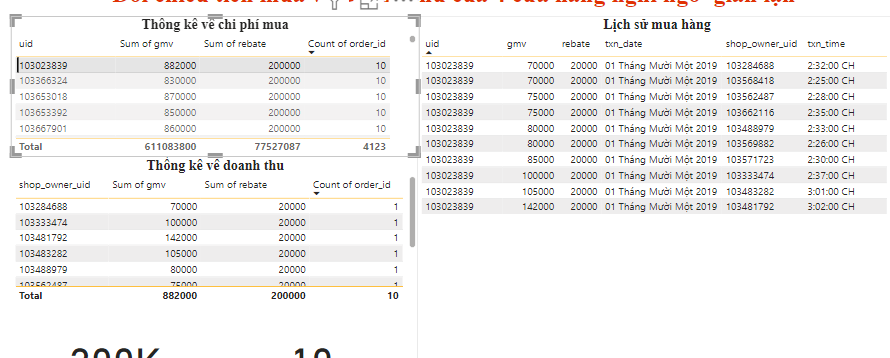 Thông kê về chi phí mua
uid Sum of gmv Sum of rebate Count of order_id
103023839 882000 200000 10
103366324 830000 200000 10
103653018 870000 200000 10
103653392 850000 200000 10
103667901 860000 200000 10
Total 611083800 77527087 4123
Thông kê về doanh thu
shop_owner_uid Sum of gmv Sum of rebate Count of order_id
103284688 70000 20000 1
103333474 100000 20000 1
103481792 142000 20000 1
103483282 105000 20000 1
103488979 80000 20000 1
103562487 75000 20000 1
Total 882000 200000 10
Lịch sử mua hàng
uid gmv rebate txn_date shop_owner_uid txn_time
103023839 70000 20000 01 Tháng Mười Một 2019 103284688 2:32:00 CH
103023839 70000 20000 01 Tháng Mười Một 2019 103568418 2:25:00 CH
103023839 75000 20000 01 Tháng Mười Một 2019 103562487 2:28:00 CH
103023839 75000 20000 01 Tháng Mười Một 2019 103662116 2:35:00 CH
103023839 80000 20000 01 Tháng Mười Một 2019 103488979 2:33:00 CH
103023839 80000 20000 01 Tháng Mười Một 2019 103569882 2:26:00 CH
103023839 85000 20000 01 Tháng Mười Một 2019 103571723 2:30:00 CH
103023839 100000 20000 01 Tháng Mười Một 2019 103333474 2:37:00 CH
103023839 105000 20000 01 Tháng Mười Một 2019 103483282 3:01:00 CH
103023839 142000 20000 01 Tháng Mười Một 2019 103481792 3:02:00 CH